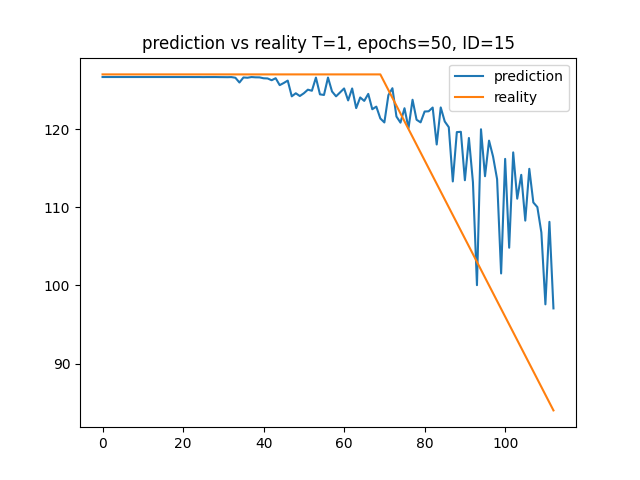 prediction vs reality T=1, epochs=50, ID=15
prediction
reality
120
110
100
90
0 20 40 60 80 100